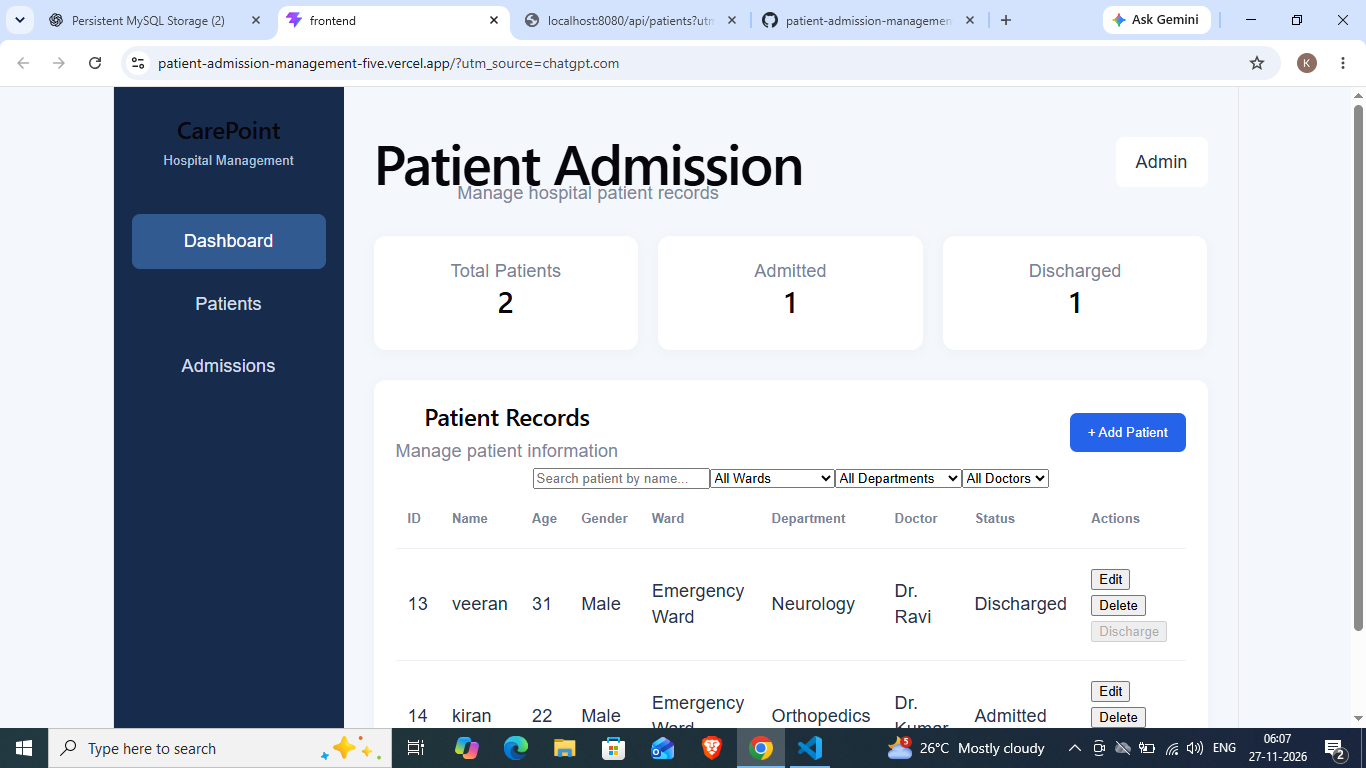 Persistent MySQL Storage (2)
frontend
localhost:8080/api/patients?utm
patient-admission-managemen
Ask Gemini
patient-admission-management-five.vercel.app/?utm_source=chatgpt.com
K
CarePoint
Hospital Management
Dashboard
Patients
Admissions
Patient Admission
Manage hospital patient records
Admin
Total Patients
2
Admitted
1
Discharged
1
Patient Records
Manage patient information
+ Add Patient
Search patient by name... All Wards All Departments All Doctors
ID Name Age Gender Ward Department Doctor Status Actions
13 veeran 31 Male Emergency Ward Neurology Dr. Ravi Discharged Edit Delete Discharge
14 kiran 22 Male Emergency Ward Orthopedics Dr. Kumar Admitted Edit Delete
Type here to search
5
26°C Mostly cloudy
ENG
06:07
27-11-2026
2